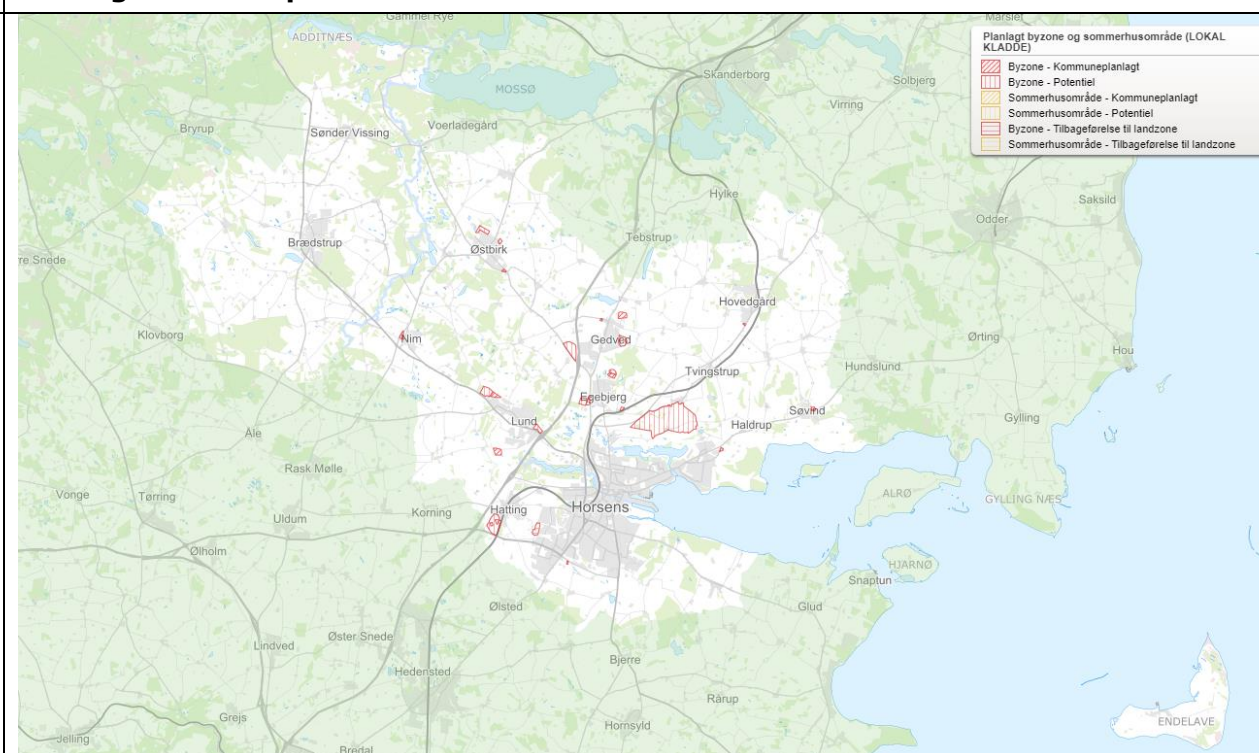 Planlagt byzone og sommerhusområde (LOKAL
KLADDE)
Byzone - Kommuneplanlagt
Byzone - Potentiel
Sommerhusområde - Kommuneplanlagt
Sommerhusområde - Potentiel
Byzone - Tilbageførelse til landzone
Sommerhusområde - Tilbageførelse til landzone
Gammel Rye
Mårslet
ADDITNÆS
Skanderborg
Solbjerg
MOSSØ
Virring
Bryrup
Sønder Vissing
Voerladegård
Hylke
Saksild
Odder
Brædstrup
Østbirk
Tebstrup
Snede
Hovedgård
Klovborg
Nim
Gedved
Ørting
Hou
Tvingstrup
Hundslund
Egebjerg
Søvind
Lund
Haldrup
Gylling
Åle
Rask Mølle
Vonge
Tørring
ALRØ
GYLLING NÆS
Uldum
Korning
Hatting
Horsens
Ølholm
HJARNØ
Snaptun
Ølsted
Glud
Øster Snede
Lindved
Bjerre
Hedensted
Rårup
Grejs
Hornsyld
ENDELAVE
Jelling
Bredal